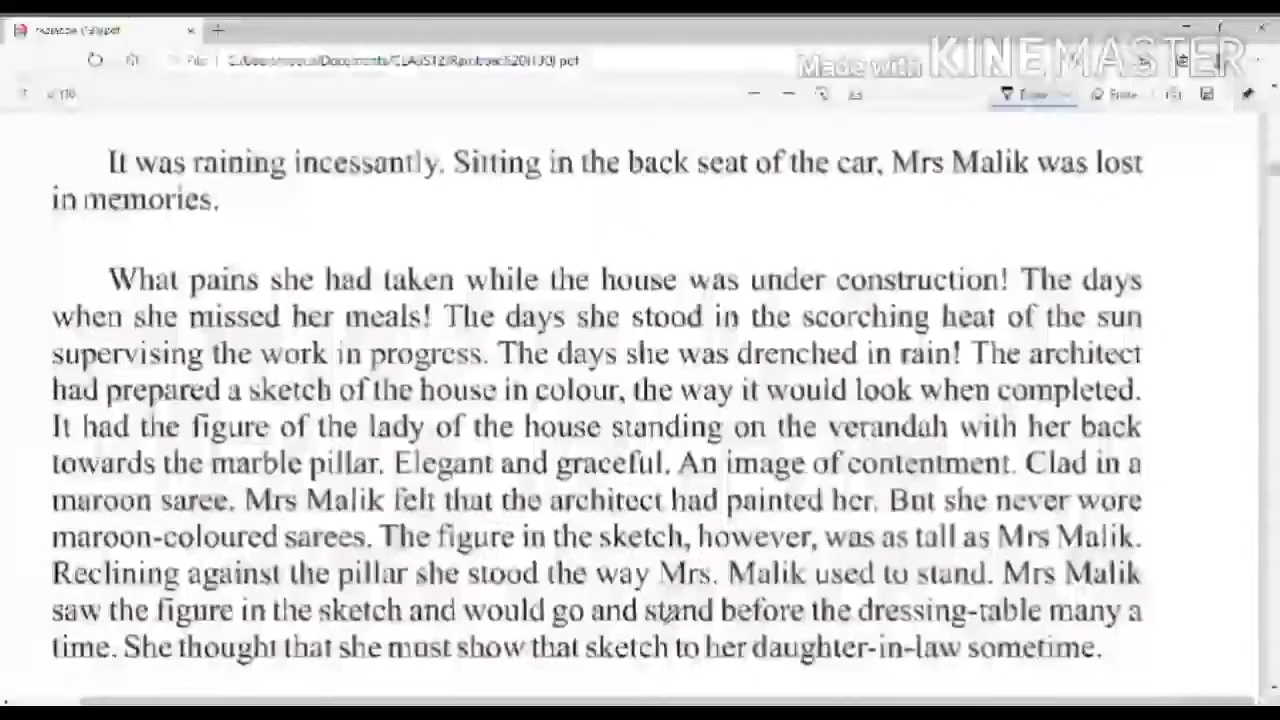 Made with KINEMASTER
It was raining incessantly. Sitting in the back seat of the car, Mrs Malik was lost
in memories.
What pains she had taken while the house was under construction! The days
when she missed her meals! The days she stood in the scorching heat of the sun
supervising the work in progress. The days she was drenched in rain! The architect
had prepared a sketch of the house in colour, the way it would look when completed.
It had the figure of the lady of the house standing on the verandah with her back
towards the marble pillar. Elegant and graceful. An image of contentment. Clad in a
maroon saree. Mrs Malik felt that the architect had painted her. But she never wore
maroon-coloured sarees. The figure in the sketch, however, was as tall as Mrs Malik.
Reclining against the pillar she stood the way Mrs. Malik used to stand. Mrs Malik
saw the figure in the sketch and would go and stand before the dressing-table many a
time. She thought that she must show that sketch to her daughter-in-law sometime.